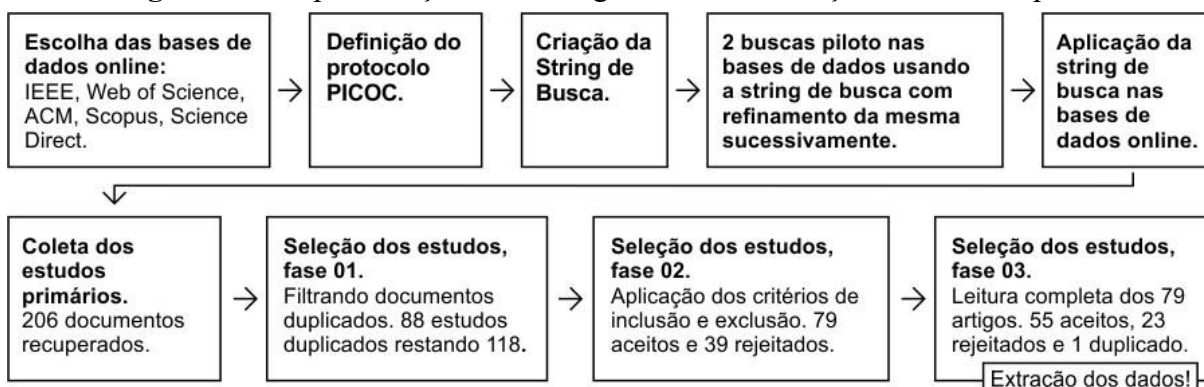 Escolha das bases de
dados online:
IEEE, Web of Science,
ACM, Scopus, Science
Direct.
Definição do
protocolo
PICOC.
Criação da
String de
Busca.
2 buscas piloto nas
bases de dados usando
a string de busca com
refinamento da mesma
sucessivamente.
Aplicação da
string de
busca nas
bases de
dados online.
Coleta dos
estudos
primários.
206 documentos
recuperados.
Seleção dos estudos,
fase 01.
Filtrando documentos
duplicados. 88 estudos
duplicados restando 118.
Seleção dos estudos,
fase 02.
Aplicação dos critérios de
inclusão e exclusão. 79
aceitos e 39 rejeitados.
Seleção dos estudos,
fase 03.
Leitura completa dos 79
artigos. 55 aceitos, 23
rejeitados e 1 duplicado.
Extração dos dados!